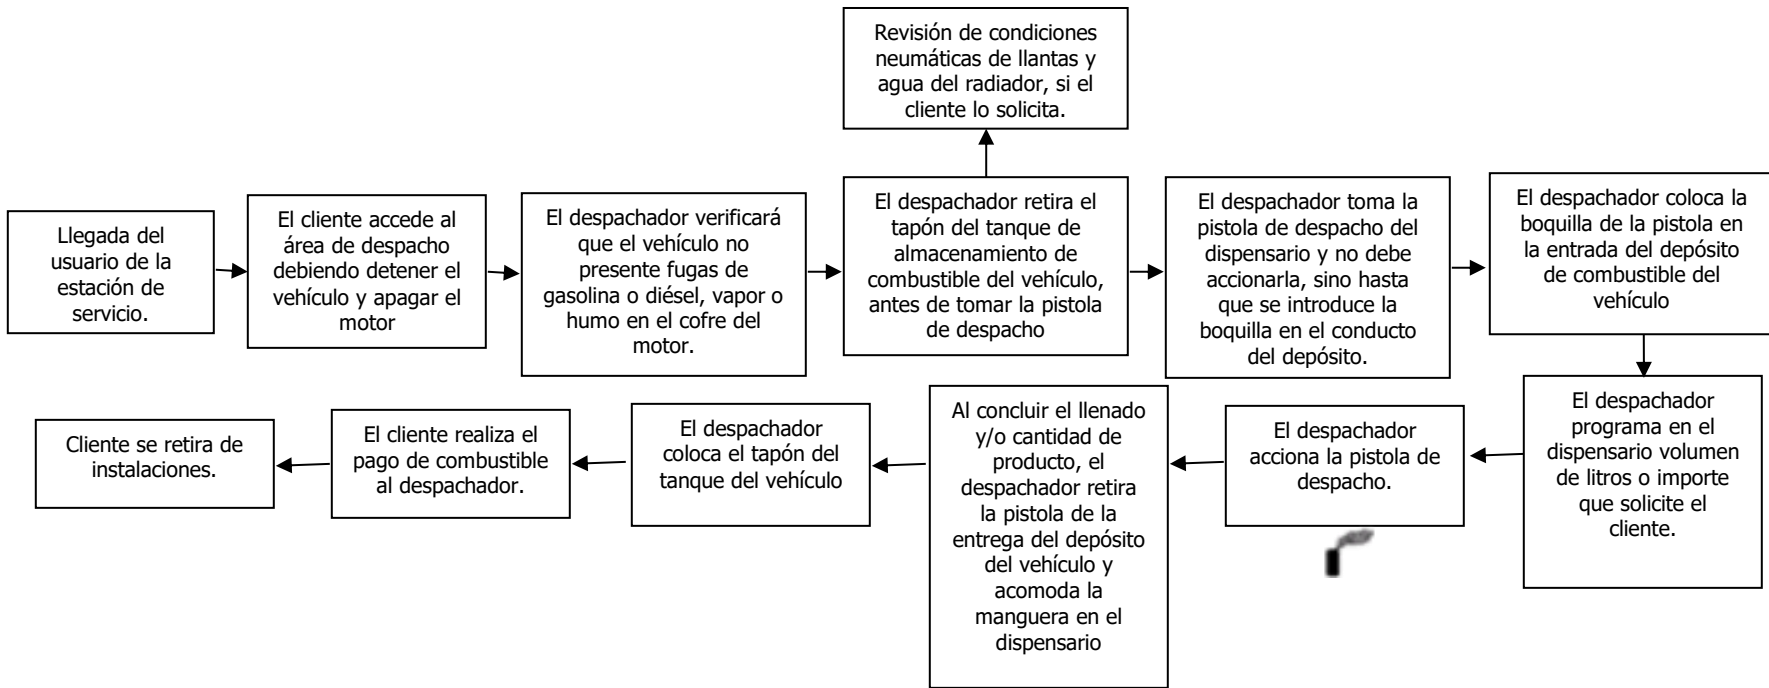 Revisión de condiciones
neumáticas de llantas y
agua del radiador, si el
cliente lo solicita.
Llegada del
usuario de la
estación de
servicio.
El cliente accede al
área de despacho
debiendo detener el
vehículo y apagar el
motor
El despachador verificará
que el vehículo no
presente fugas de
gasolina o diésel, vapor o
humo en el cofre del
motor.
El despachador retira el
tapón del tanque de
almacenamiento de
combustible del vehículo,
antes de tomar la pistola
de despacho
El despachador toma la
pistola de despacho del
dispensario y no debe
accionarla, sino hasta
que se introduce la
boquilla en el conducto
del depósito.
El despachador coloca la
boquilla de la pistola en
la entrada del depósito
de combustible del
vehículo
El despachador
programa en el
dispensario volumen
de litros o importe
que solicite el
cliente.
El despachador
acciona la pistola de
despacho.
Al concluir el llenado
y/o cantidad de
producto, el
despachador retira
la pistola de la
entrega del depósito
del vehículo y
acomoda la
manguera en el
dispensario
El despachador
coloca el tapón del
tanque del vehículo
El cliente realiza el
pago de combustible
al despachador.
Cliente se retira de
instalaciones.